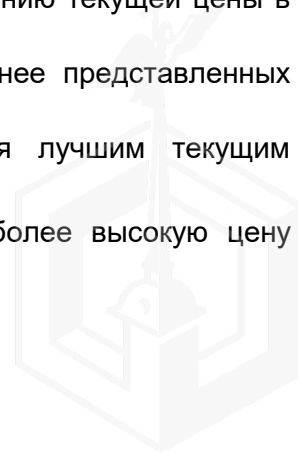 нию текущей цены в
нее представленных
я лучшим текущим
более высокую цену